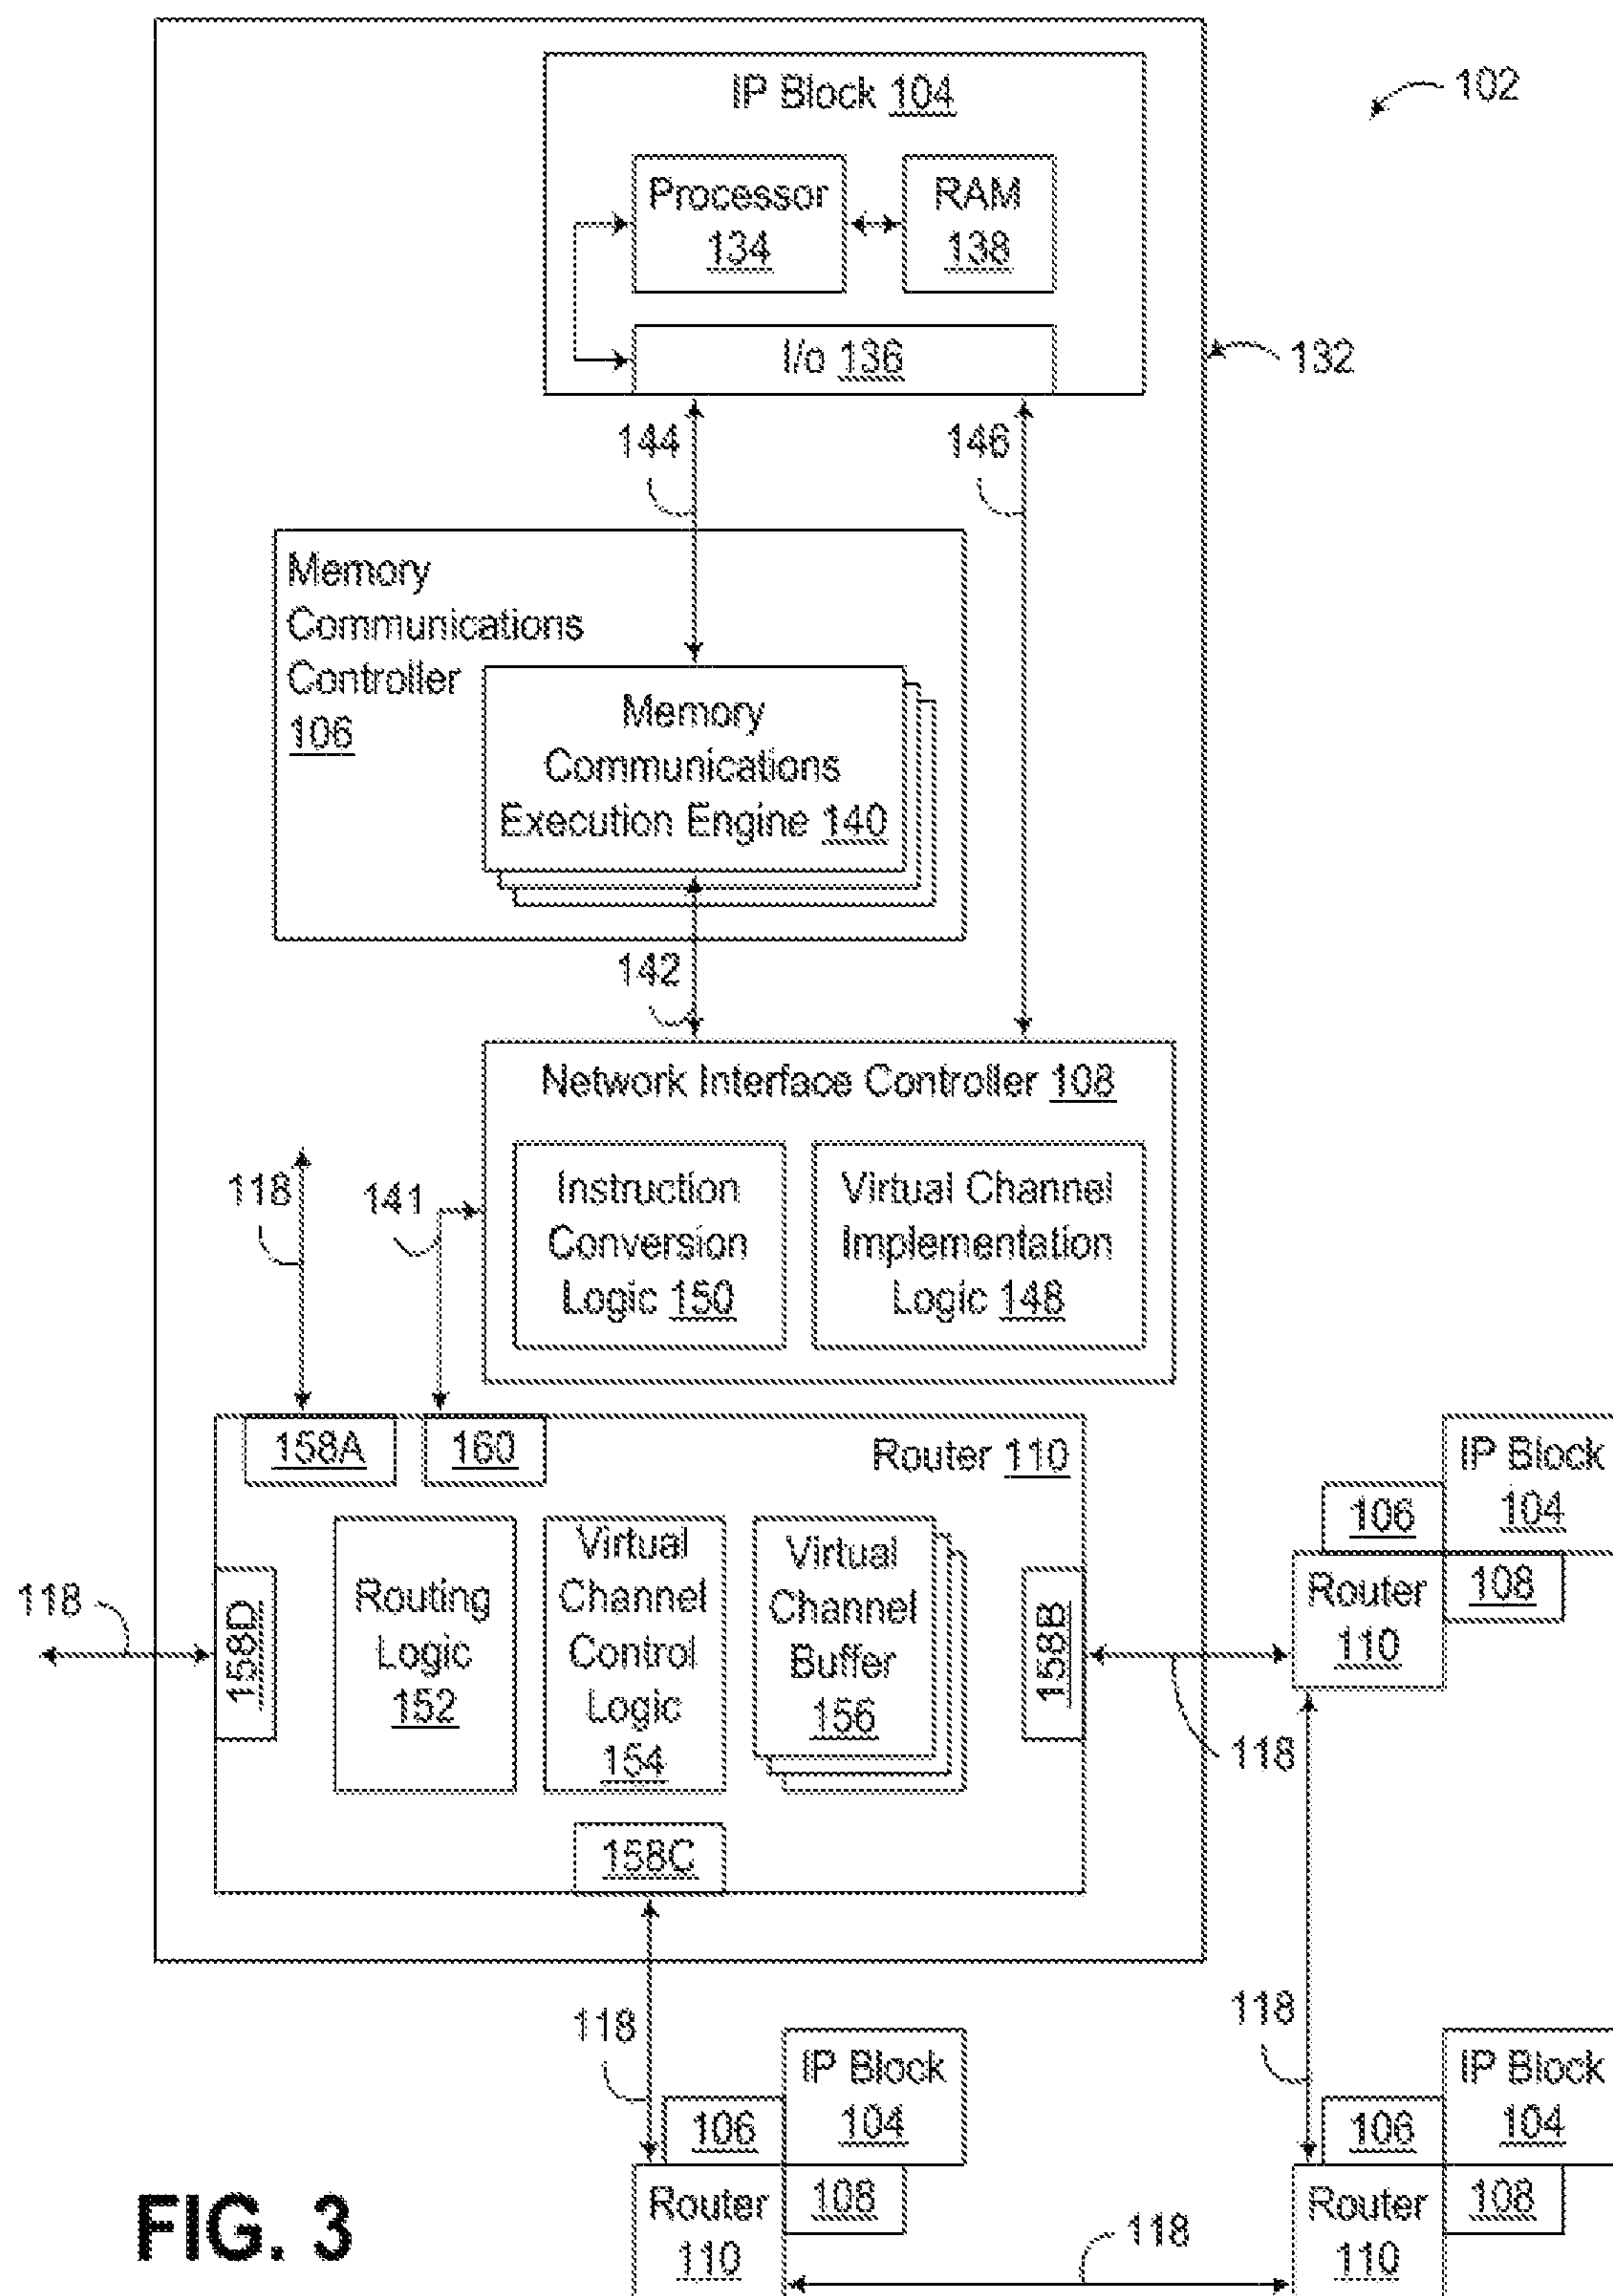 102
IP Block 104
Processor
134
RAM
138
I/o 136
132
144
146
Memory
Communications
Controller
106
Memory
Communications
Execution Engine 140
142
Network Interface Controller 108
118
141
Instruction
Conversion
Logic 150
Virtual Channel
Implementation
Logic 148
158A
160
Router 110
118
158D
Routing
Logic
152
Virtual
Channel
Control
Logic
154
Virtual
Channel
Buffer
156
158B
118
158C
IP Block
104
106
108
Router
110
118
118
IP Block
104
106
108
Router
110
118
IP Block
104
106
108
Router
110
FIG. 3